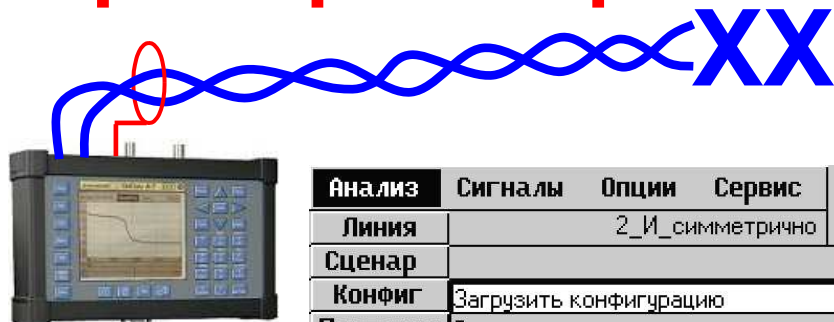 XX
Анализ Сигналы Опции Сервис
Линия 2_И_симметрично
Сценар
Конфиг Загрузить конфигурацию